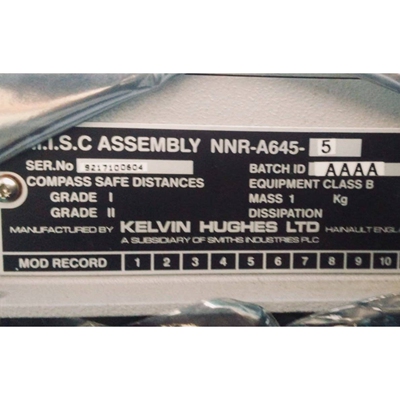 M.I.S.C ASSEMBLY NNR-A645- 5
SER.No 9217100604 BATCH ID AAAA
COMPASS SAFE DISTANCES EQUIPMENT CLASS B
GRADE I MASS 1 Kg
GRADE II DISSIPATION
MANUFACTURED BY KELVIN HUGHES LTD HAINAULT ENGLA
A SUBSIDIARY OF SMITHS INDUSTRIES PLC
MOD RECORD 1 2 3 4 5 6 7 8 9 10